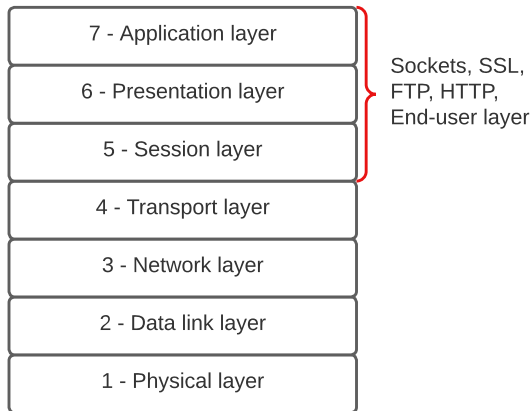 7 - Application layer
6 - Presentation layer
5 - Session layer
Sockets, SSL,
FTP, HTTP,
End-user layer
4 - Transport layer
3 - Network layer
2 - Data link layer
1 - Physical layer